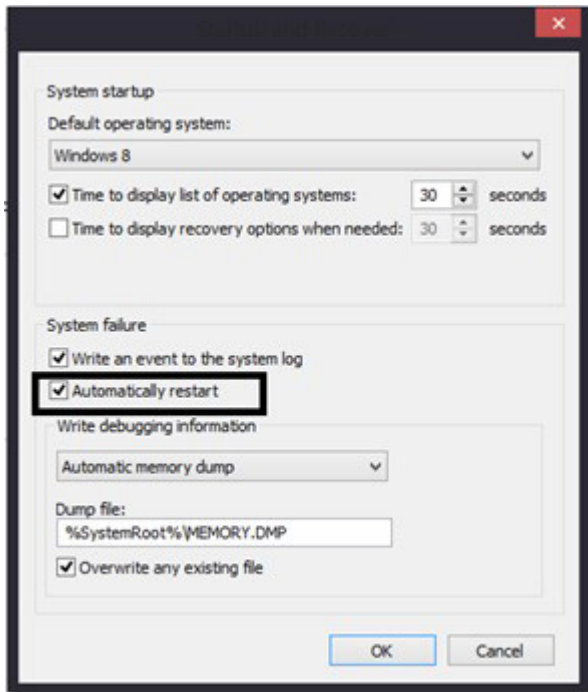 System startup
Default operating system:
Windows 8
Time to display list of operating systems: 30 seconds
Time to display recovery options when needed: 30 seconds
System failure
Write an event to the system log
Automatically restart
Write debugging information
Automatic memory dump
Dump file:
%SystemRoot%\MEMORY.DMP
Overwrite any existing file
OK Cancel